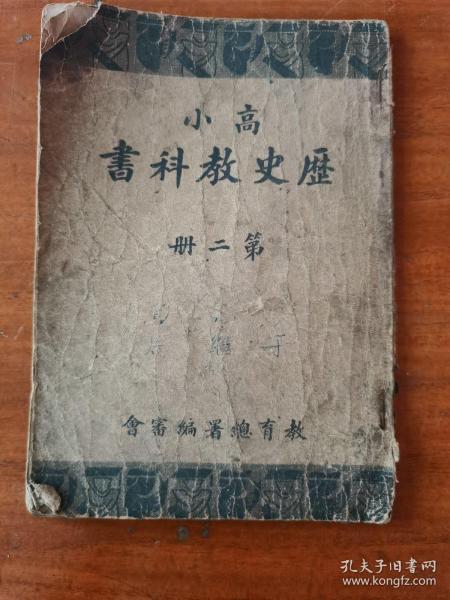 高小
歷史教科書
第二册
教育總署編審會
孔夫子旧书网
www.kongfz.com